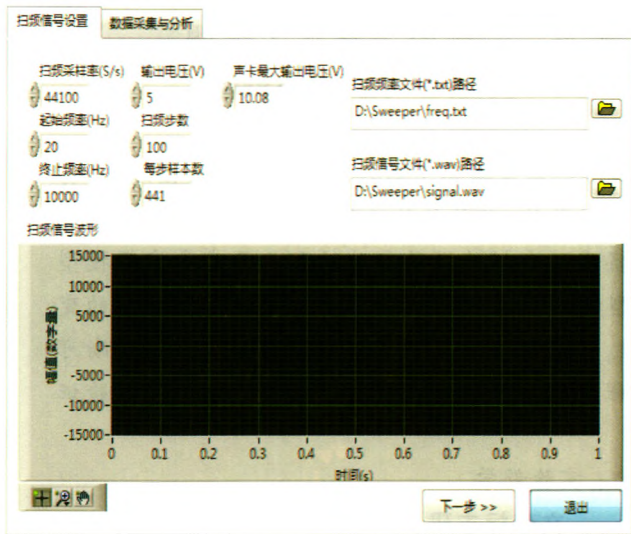 扫频信号设置 数据采集与分析
扫频采样率(S/s) 输出电压(V) 声卡最大输出电压(V)
44100 5 10.08
扫频频率文件(*.txt)路径
D:\Sweeper\freq.txt
起始频率(Hz) 扫频步数
20 100
终止频率(Hz) 每步样本数
10000 441
扫频信号文件(*.wav)路径
D:\Sweeper\signal.wav
扫频信号波形
15000
10000
5000
0
-5000
-10000
-15000
幅值(数字量)
0 0.1 0.2 0.3 0.4 0.5 0.6 0.7 0.8 0.9 1
时间(s)
下一步 >> 退出